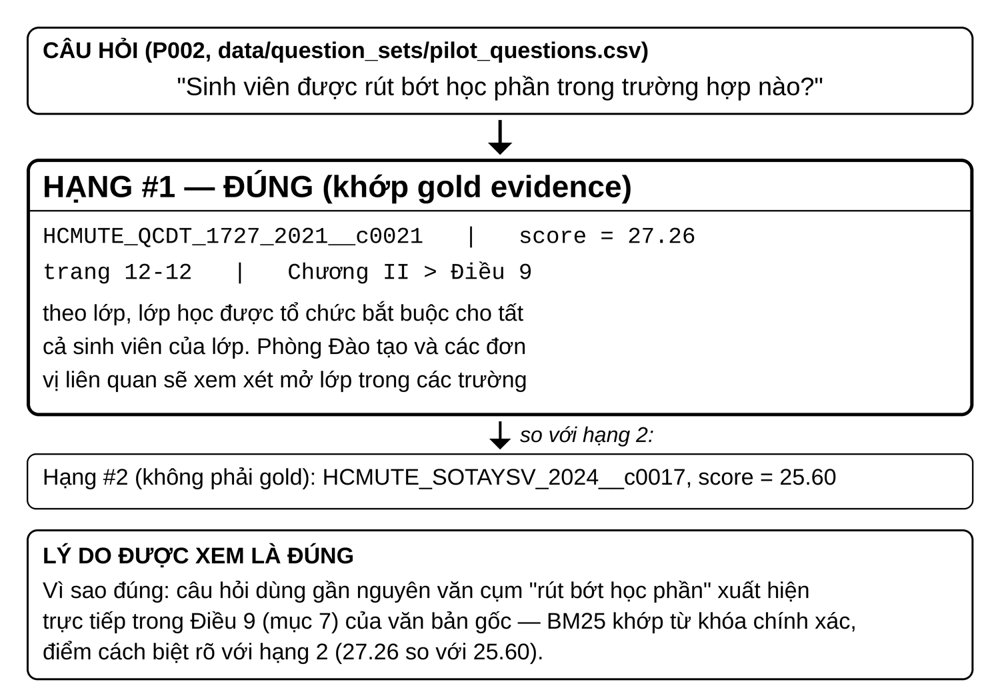 CÂU HỎI (P002, data/question_sets/pilot_questions.csv)
"Sinh viên được rút bớt học phần trong trường hợp nào?"
HẠNG #1 — ĐÚNG (khớp gold evidence)
HCMUTE_QCDT_1727_2021__c0021 | score = 27.26
trang 12-12 | Chương II > Điều 9
theo lớp, lớp học được tổ chức bắt buộc cho tất
cả sinh viên của lớp. Phòng Đào tạo và các đơn
vị liên quan sẽ xem xét mở lớp trong các trường
so với hạng 2:
Hạng #2 (không phải gold): HCMUTE_SOTAYSV_2024__c0017, score = 25.60
LÝ DO ĐƯỢC XEM LÀ ĐÚNG
Vì sao đúng: câu hỏi dùng gần nguyên văn cụm "rút bớt học phần" xuất hiện
trực tiếp trong Điều 9 (mục 7) của văn bản gốc — BM25 khớp từ khóa chính xác,
điểm cách biệt rõ với hạng 2 (27.26 so với 25.60).